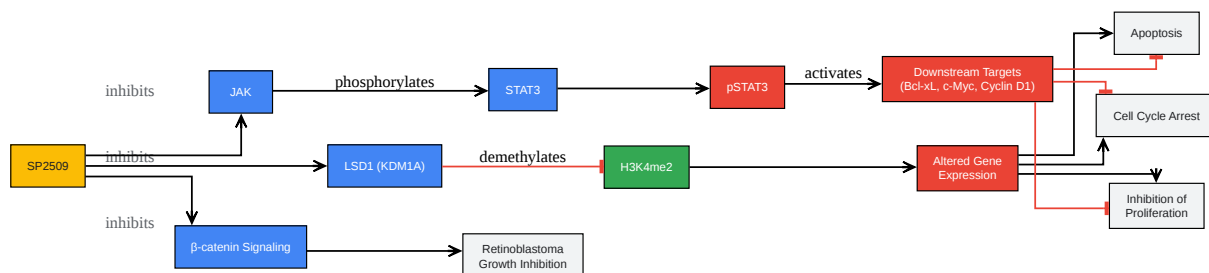 Apoptosis
phosphorylates
activates
Downstream Targets
(Bcl-xL, c-Myc, Cyclin D1)
inhibits
JAK
STAT3
pSTAT3
Cell Cycle Arrest
SP2509
inhibits
LSD1 (KDM1A)
demethylates
H3K4me2
Altered Gene
Expression
Inhibition of
Proliferation
inhibits
β-catenin Signaling
Retinoblastoma
Growth Inhibition